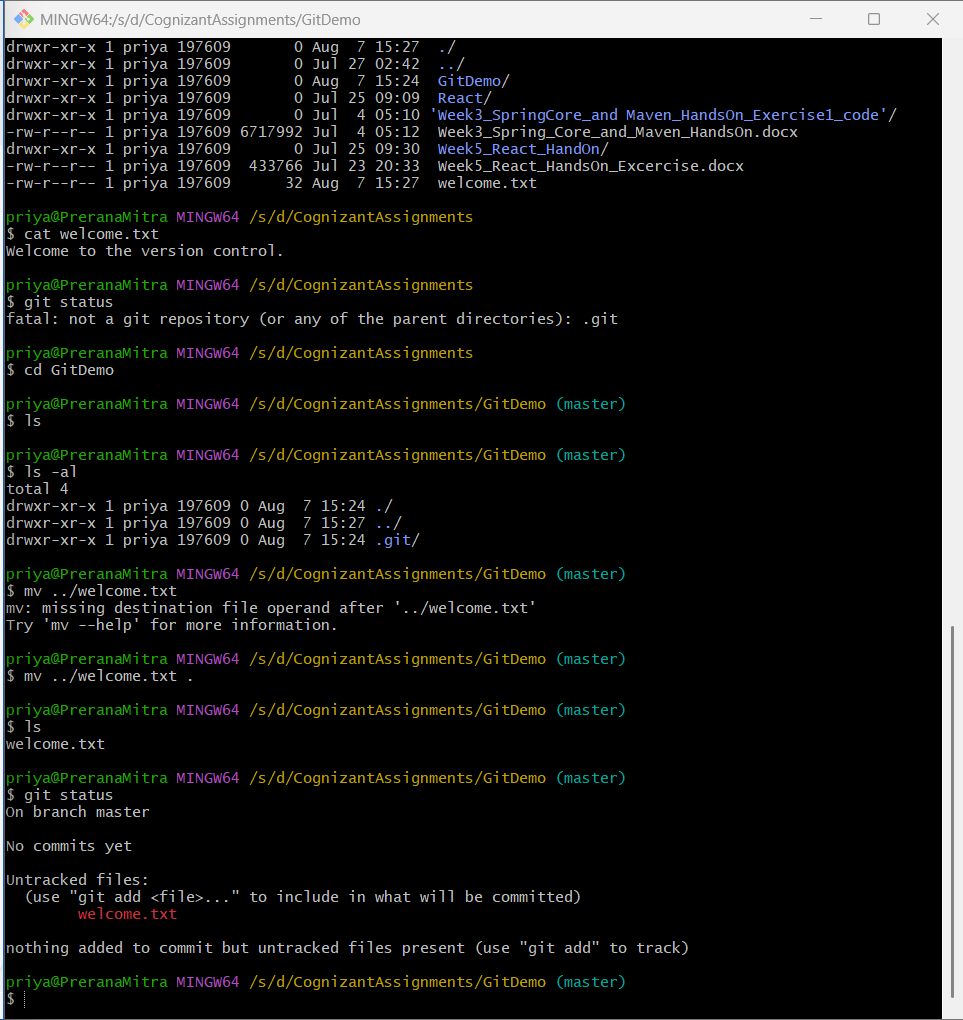 MINGW64:/s/d/CognizantAssignments/GitDemo
drwxr-xr-x 1 priya 197609       0 Aug  7 15:27  ./
drwxr-xr-x 1 priya 197609       0 Jul 27 02:42  ../
drwxr-xr-x 1 priya 197609       0 Aug  7 15:24  GitDemo/
drwxr-xr-x 1 priya 197609       0 Jul 25 09:09  React/
drwxr-xr-x 1 priya 197609       0 Jul  4 05:10 'Week3_SpringCore_and Maven_HandsOn_Exercise1_code'/
-rw-r--r-- 1 priya 197609 6717992 Jul  4 05:12  Week3_Spring_Core_and_Maven_HandsOn.docx
drwxr-xr-x 1 priya 197609       0 Jul 25 09:30  Week5_React_HandOn/
-rw-r--r-- 1 priya 197609  433766 Jul 23 20:33  Week5_React_HandsOn_Excercise.docx
-rw-r--r-- 1 priya 197609      32 Aug  7 15:27  welcome.txt
priya@PreranaMitra MINGW64 /s/d/CognizantAssignments
$ cat welcome.txt
Welcome to the version control.
priya@PreranaMitra MINGW64 /s/d/CognizantAssignments
$ git status
fatal: not a git repository (or any of the parent directories): .git
priya@PreranaMitra MINGW64 /s/d/CognizantAssignments
$ cd GitDemo
priya@PreranaMitra MINGW64 /s/d/CognizantAssignments/GitDemo (master)
$ ls
priya@PreranaMitra MINGW64 /s/d/CognizantAssignments/GitDemo (master)
$ ls -al
total 4
drwxr-xr-x 1 priya 197609 0 Aug  7 15:24 ./
drwxr-xr-x 1 priya 197609 0 Aug  7 15:27 ../
drwxr-xr-x 1 priya 197609 0 Aug  7 15:24 .git/
priya@PreranaMitra MINGW64 /s/d/CognizantAssignments/GitDemo (master)
$ mv ../welcome.txt
mv: missing destination file operand after '../welcome.txt'
Try 'mv --help' for more information.
priya@PreranaMitra MINGW64 /s/d/CognizantAssignments/GitDemo (master)
$ mv ../welcome.txt .
priya@PreranaMitra MINGW64 /s/d/CognizantAssignments/GitDemo (master)
$ ls
welcome.txt
priya@PreranaMitra MINGW64 /s/d/CognizantAssignments/GitDemo (master)
$ git status
On branch master
No commits yet
Untracked files:
  (use "git add <file>..." to include in what will be committed)
        welcome.txt
nothing added to commit but untracked files present (use "git add" to track)
priya@PreranaMitra MINGW64 /s/d/CognizantAssignments/GitDemo (master)
$